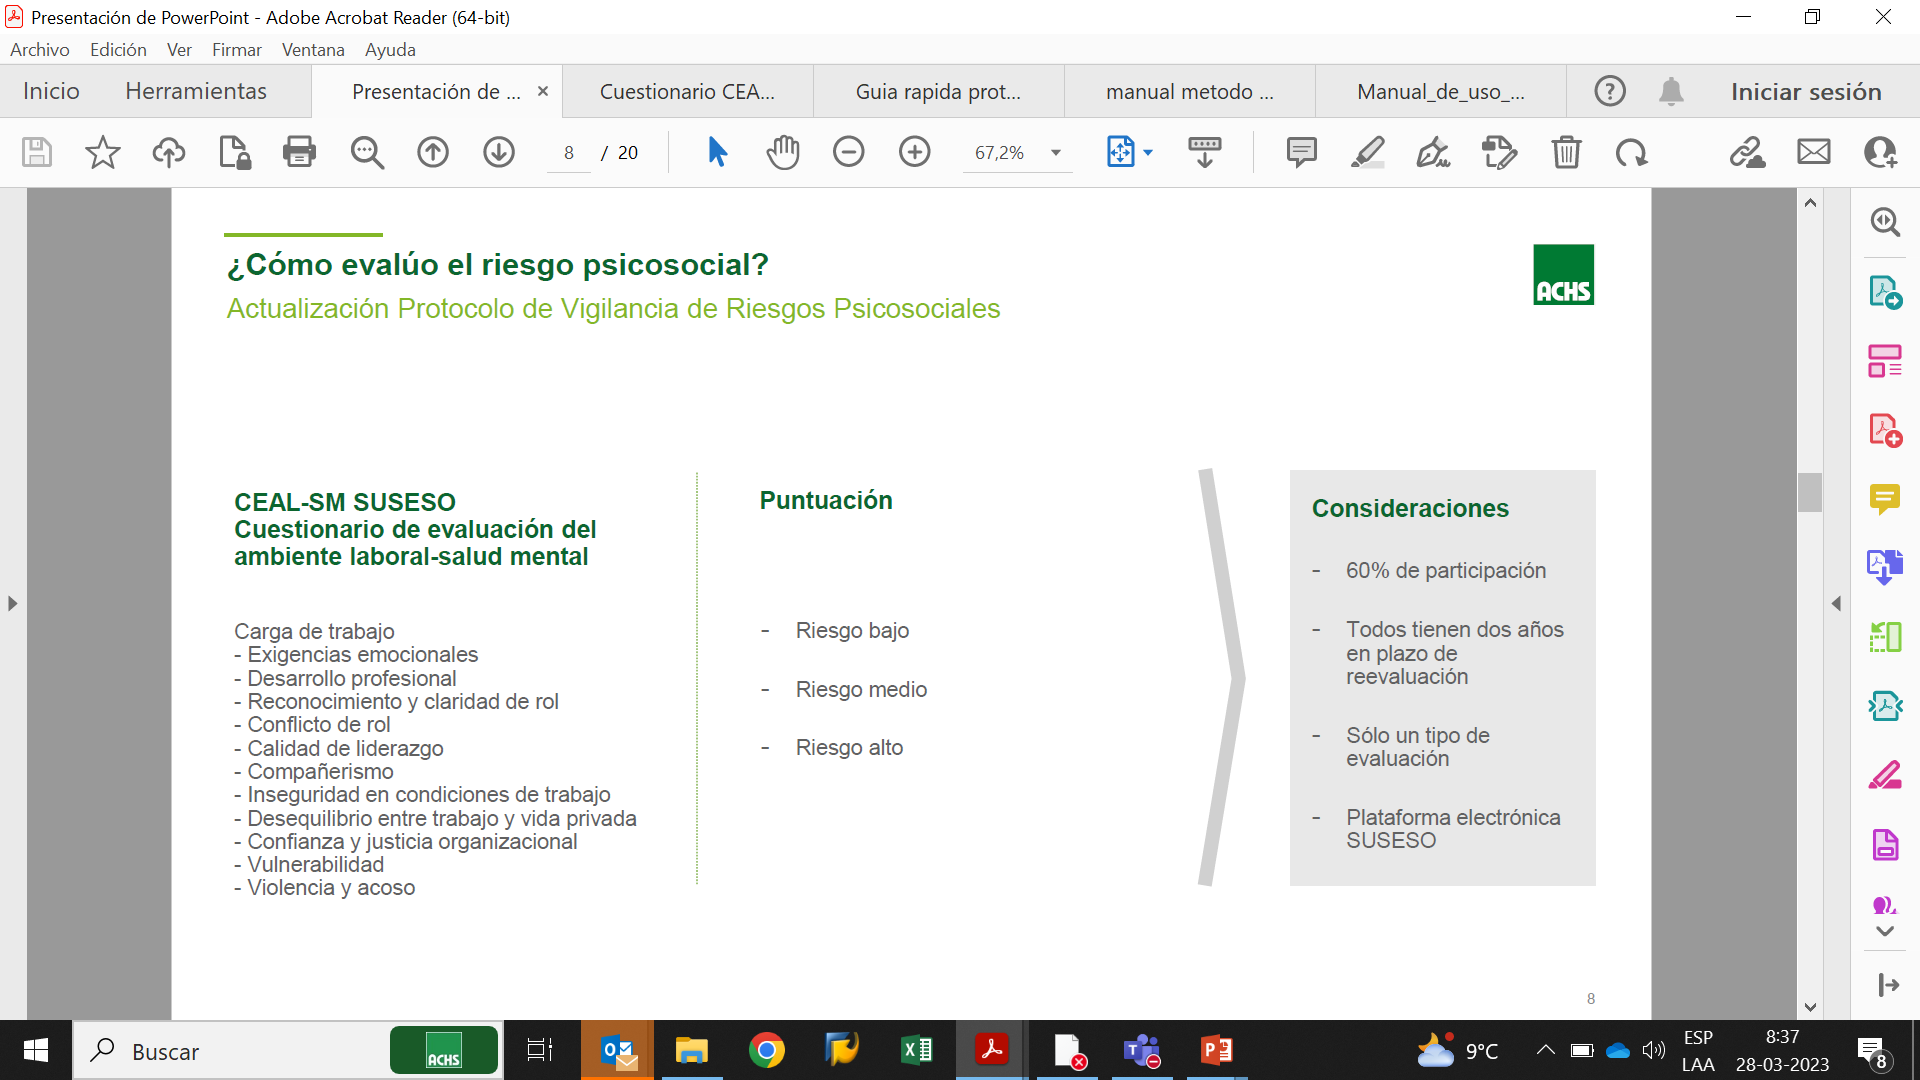 Presentación de PowerPoint - Adobe Acrobat Reader (64-bit)
Archivo Edición Ver Firmar Ventana Ayuda
Inicio Herramientas Presentación de ... Cuestionario CEA... Guia rapida prot... manual metodo ... Manual_de_uso_... Iniciar sesión
8 / 20 67,2%
¿Cómo evalúo el riesgo psicosocial?
Actualización Protocolo de Vigilancia de Riesgos Psicosociales
ACHS
CEAL-SM SUSESO
Cuestionario de evaluación del
ambiente laboral-salud mental
Carga de trabajo
- Exigencias emocionales
- Desarrollo profesional
- Reconocimiento y claridad de rol
- Conflicto de rol
- Calidad de liderazgo
- Compañerismo
- Inseguridad en condiciones de trabajo
- Desequilibrio entre trabajo y vida privada
- Confianza y justicia organizacional
- Vulnerabilidad
- Violencia y acoso
Puntuación
- Riesgo bajo
- Riesgo medio
- Riesgo alto
Consideraciones
- 60% de participación
- Todos tienen dos años
en plazo de
reevaluación
- Sólo un tipo de
evaluación
- Plataforma electrónica
SUSESO
8
Buscar
ACHS
9°C
ESP
LAA
8:37
28-03-2023
8